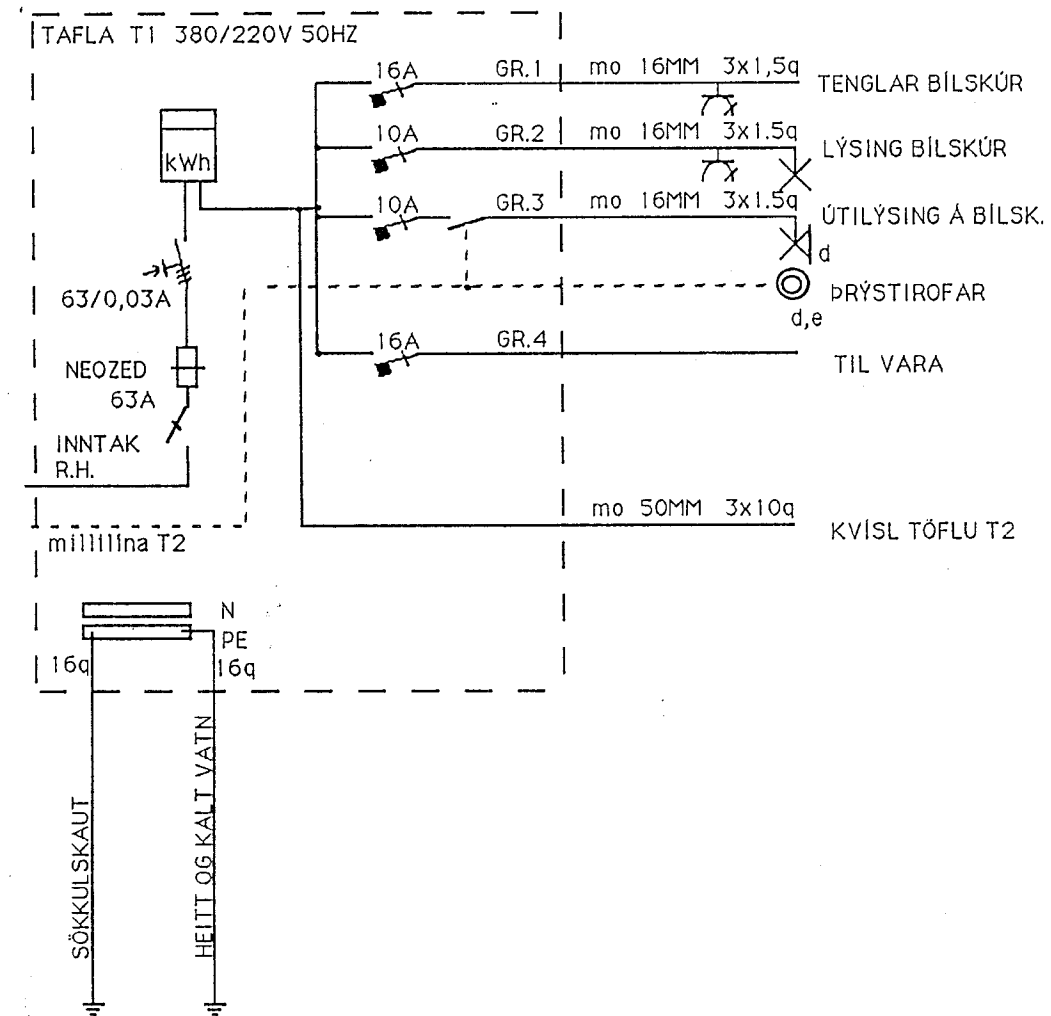 TAFLA T1 380/220V 50HZ
16A GR.1 mo 16MM 3x1,5q TENGLAR BÍLSKÚR
kWh
10A GR.2 mo 16MM 3x1.5q LÝSING BÍLSKÚR
10A GR.3 mo 16MM 3x1.5q ÚTILÝSING Á BÍLSK.
d
63/0,03A
ÞRÝSTIROFAR
d,e
16A GR.4 TIL VARA
NEOZED
63A
INNTAK
R.H.
mo 50MM 3x10q KVÍSL TÖFLU T2
millilína T2
N
PE
16q 16q
SÖKKULSKAUT
HEITT OG KALT VATN